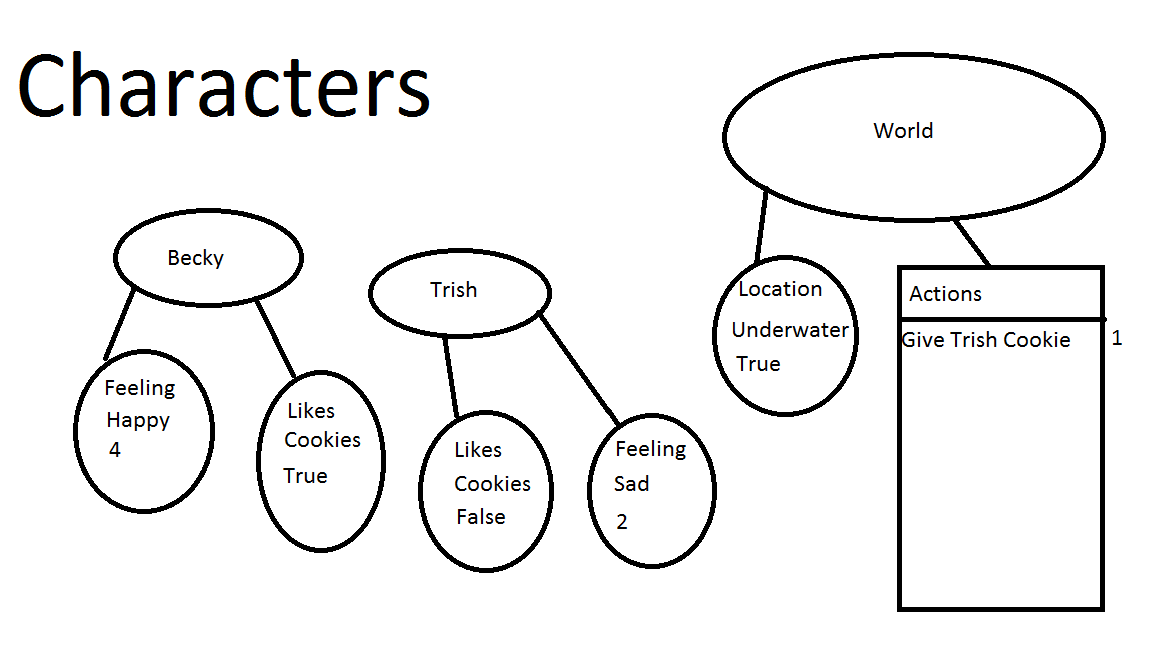 Characters
World
Becky
Trish
Feeling
Happy
4
Likes
Cookies
True
Likes
Cookies
False
Feeling
Sad
2
Location
Underwater
True
Actions
Give Trish Cookie
1